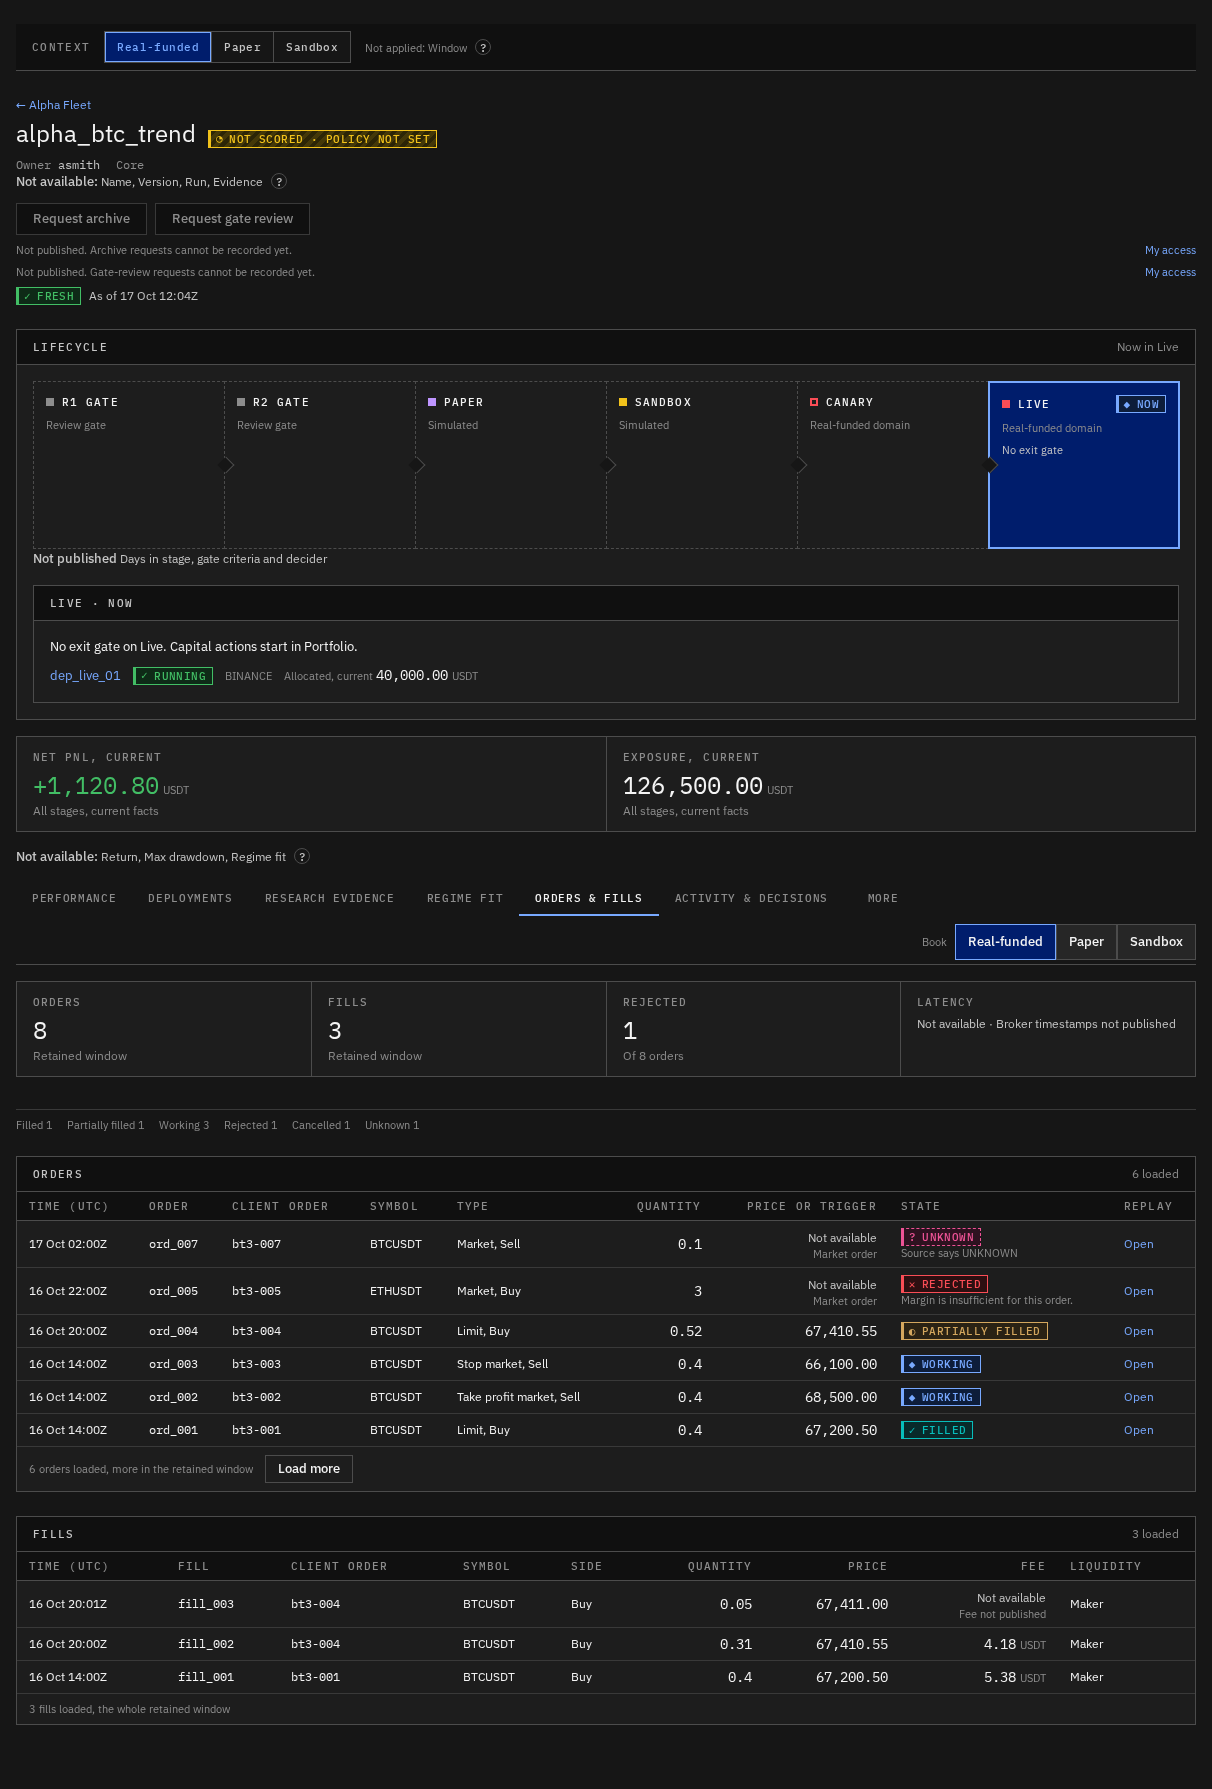 CONTEXT Real-funded Paper Sandbox Not applied: Window ?
← Alpha Fleet
alpha_btc_trend ◔ NOT SCORED · POLICY NOT SET
Owner asmith Core
Not available: Name, Version, Run, Evidence ?
Request archive Request gate review
Not published. Archive requests cannot be recorded yet. My access
Not published. Gate-review requests cannot be recorded yet. My access
✓ FRESH As of 17 Oct 12:04Z
LIFECYCLE Now in Live
R1 GATE R2 GATE PAPER SANDBOX CANARY LIVE ◆ NOW
Review gate Review gate Simulated Simulated Real-funded domain Real-funded domain
No exit gate
Not published Days in stage, gate criteria and decider
LIVE · NOW
No exit gate on Live. Capital actions start in Portfolio.
dep_live_01 ✓ RUNNING BINANCE Allocated, current 40,000.00 USDT
NET PNL, CURRENT EXPOSURE, CURRENT
+1,120.80 USDT 126,500.00 USDT
All stages, current facts All stages, current facts
Not available: Return, Max drawdown, Regime fit ?
PERFORMANCE DEPLOYMENTS RESEARCH EVIDENCE REGIME FIT ORDERS & FILLS ACTIVITY & DECISIONS MORE
Book Real-funded Paper Sandbox
ORDERS FILLS REJECTED LATENCY
8 3 1 Not available · Broker timestamps not published
Retained window Retained window Of 8 orders
Filled 1 Partially filled 1 Working 3 Rejected 1 Cancelled 1 Unknown 1
ORDERS 6 loaded
TIME (UTC) ORDER CLIENT ORDER SYMBOL TYPE QUANTITY PRICE OR TRIGGER STATE REPLAY
17 Oct 02:00Z ord_007 bt3-007 BTCUSDT Market, Sell 0.1 Not available ? UNKNOWN Open
Market order Source says UNKNOWN
16 Oct 22:00Z ord_005 bt3-005 ETHUSDT Market, Buy 3 Not available ✕ REJECTED Open
Market order Margin is insufficient for this order.
16 Oct 20:00Z ord_004 bt3-004 BTCUSDT Limit, Buy 0.52 67,410.55 ◐ PARTIALLY FILLED Open
16 Oct 14:00Z ord_003 bt3-003 BTCUSDT Stop market, Sell 0.4 66,100.00 ◆ WORKING Open
16 Oct 14:00Z ord_002 bt3-002 BTCUSDT Take profit market, Sell 0.4 68,500.00 ◆ WORKING Open
16 Oct 14:00Z ord_001 bt3-001 BTCUSDT Limit, Buy 0.4 67,200.50 ✓ FILLED Open
6 orders loaded, more in the retained window Load more
FILLS 3 loaded
TIME (UTC) FILL CLIENT ORDER SYMBOL SIDE QUANTITY PRICE FEE LIQUIDITY
16 Oct 20:01Z fill_003 bt3-004 BTCUSDT Buy 0.05 67,411.00 Not available Maker
Fee not published
16 Oct 20:00Z fill_002 bt3-004 BTCUSDT Buy 0.31 67,410.55 4.18 USDT Maker
16 Oct 14:00Z fill_001 bt3-001 BTCUSDT Buy 0.4 67,200.50 5.38 USDT Maker
3 fills loaded, the whole retained window